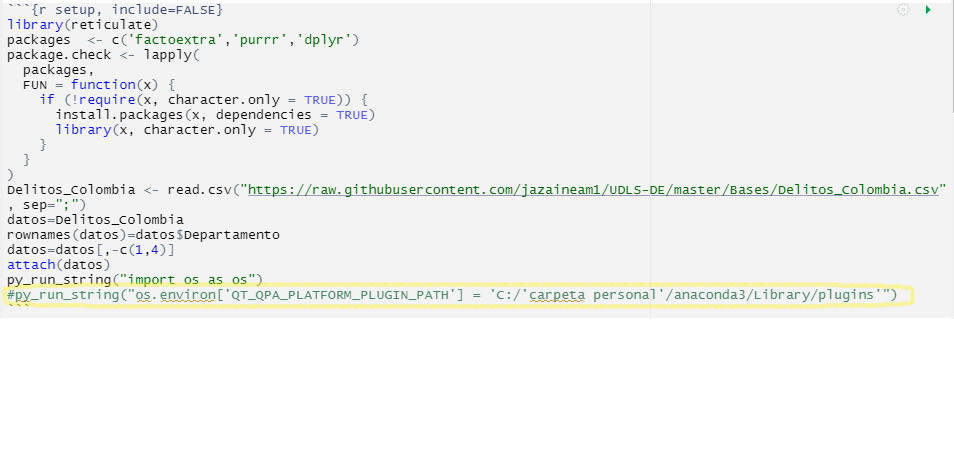 ```{r setup, include=FALSE}
library(reticulate)
packages  <- c('factoextra','purrr','dplyr')
package.check <- lapply(
  packages,
  FUN = function(x) {
    if (!require(x, character.only = TRUE)) {
      install.packages(x, dependencies = TRUE)
      library(x, character.only = TRUE)
    }
  }
)
Delitos_Colombia <- read.csv("https://raw.githubusercontent.com/jazaineam1/UDLS-DE/master/Bases/Delitos_Colombia.csv"
, sep=";")
datos=Delitos_Colombia
rownames(datos)=datos$Departamento
datos=datos[,-c(1,4)]
attach(datos)
py_run_string("import os as os")
#py_run_string("os.environ['QT_QPA_PLATFORM_PLUGIN_PATH'] = 'C:/'carpeta personal'/anaconda3/Library/plugins'")
```